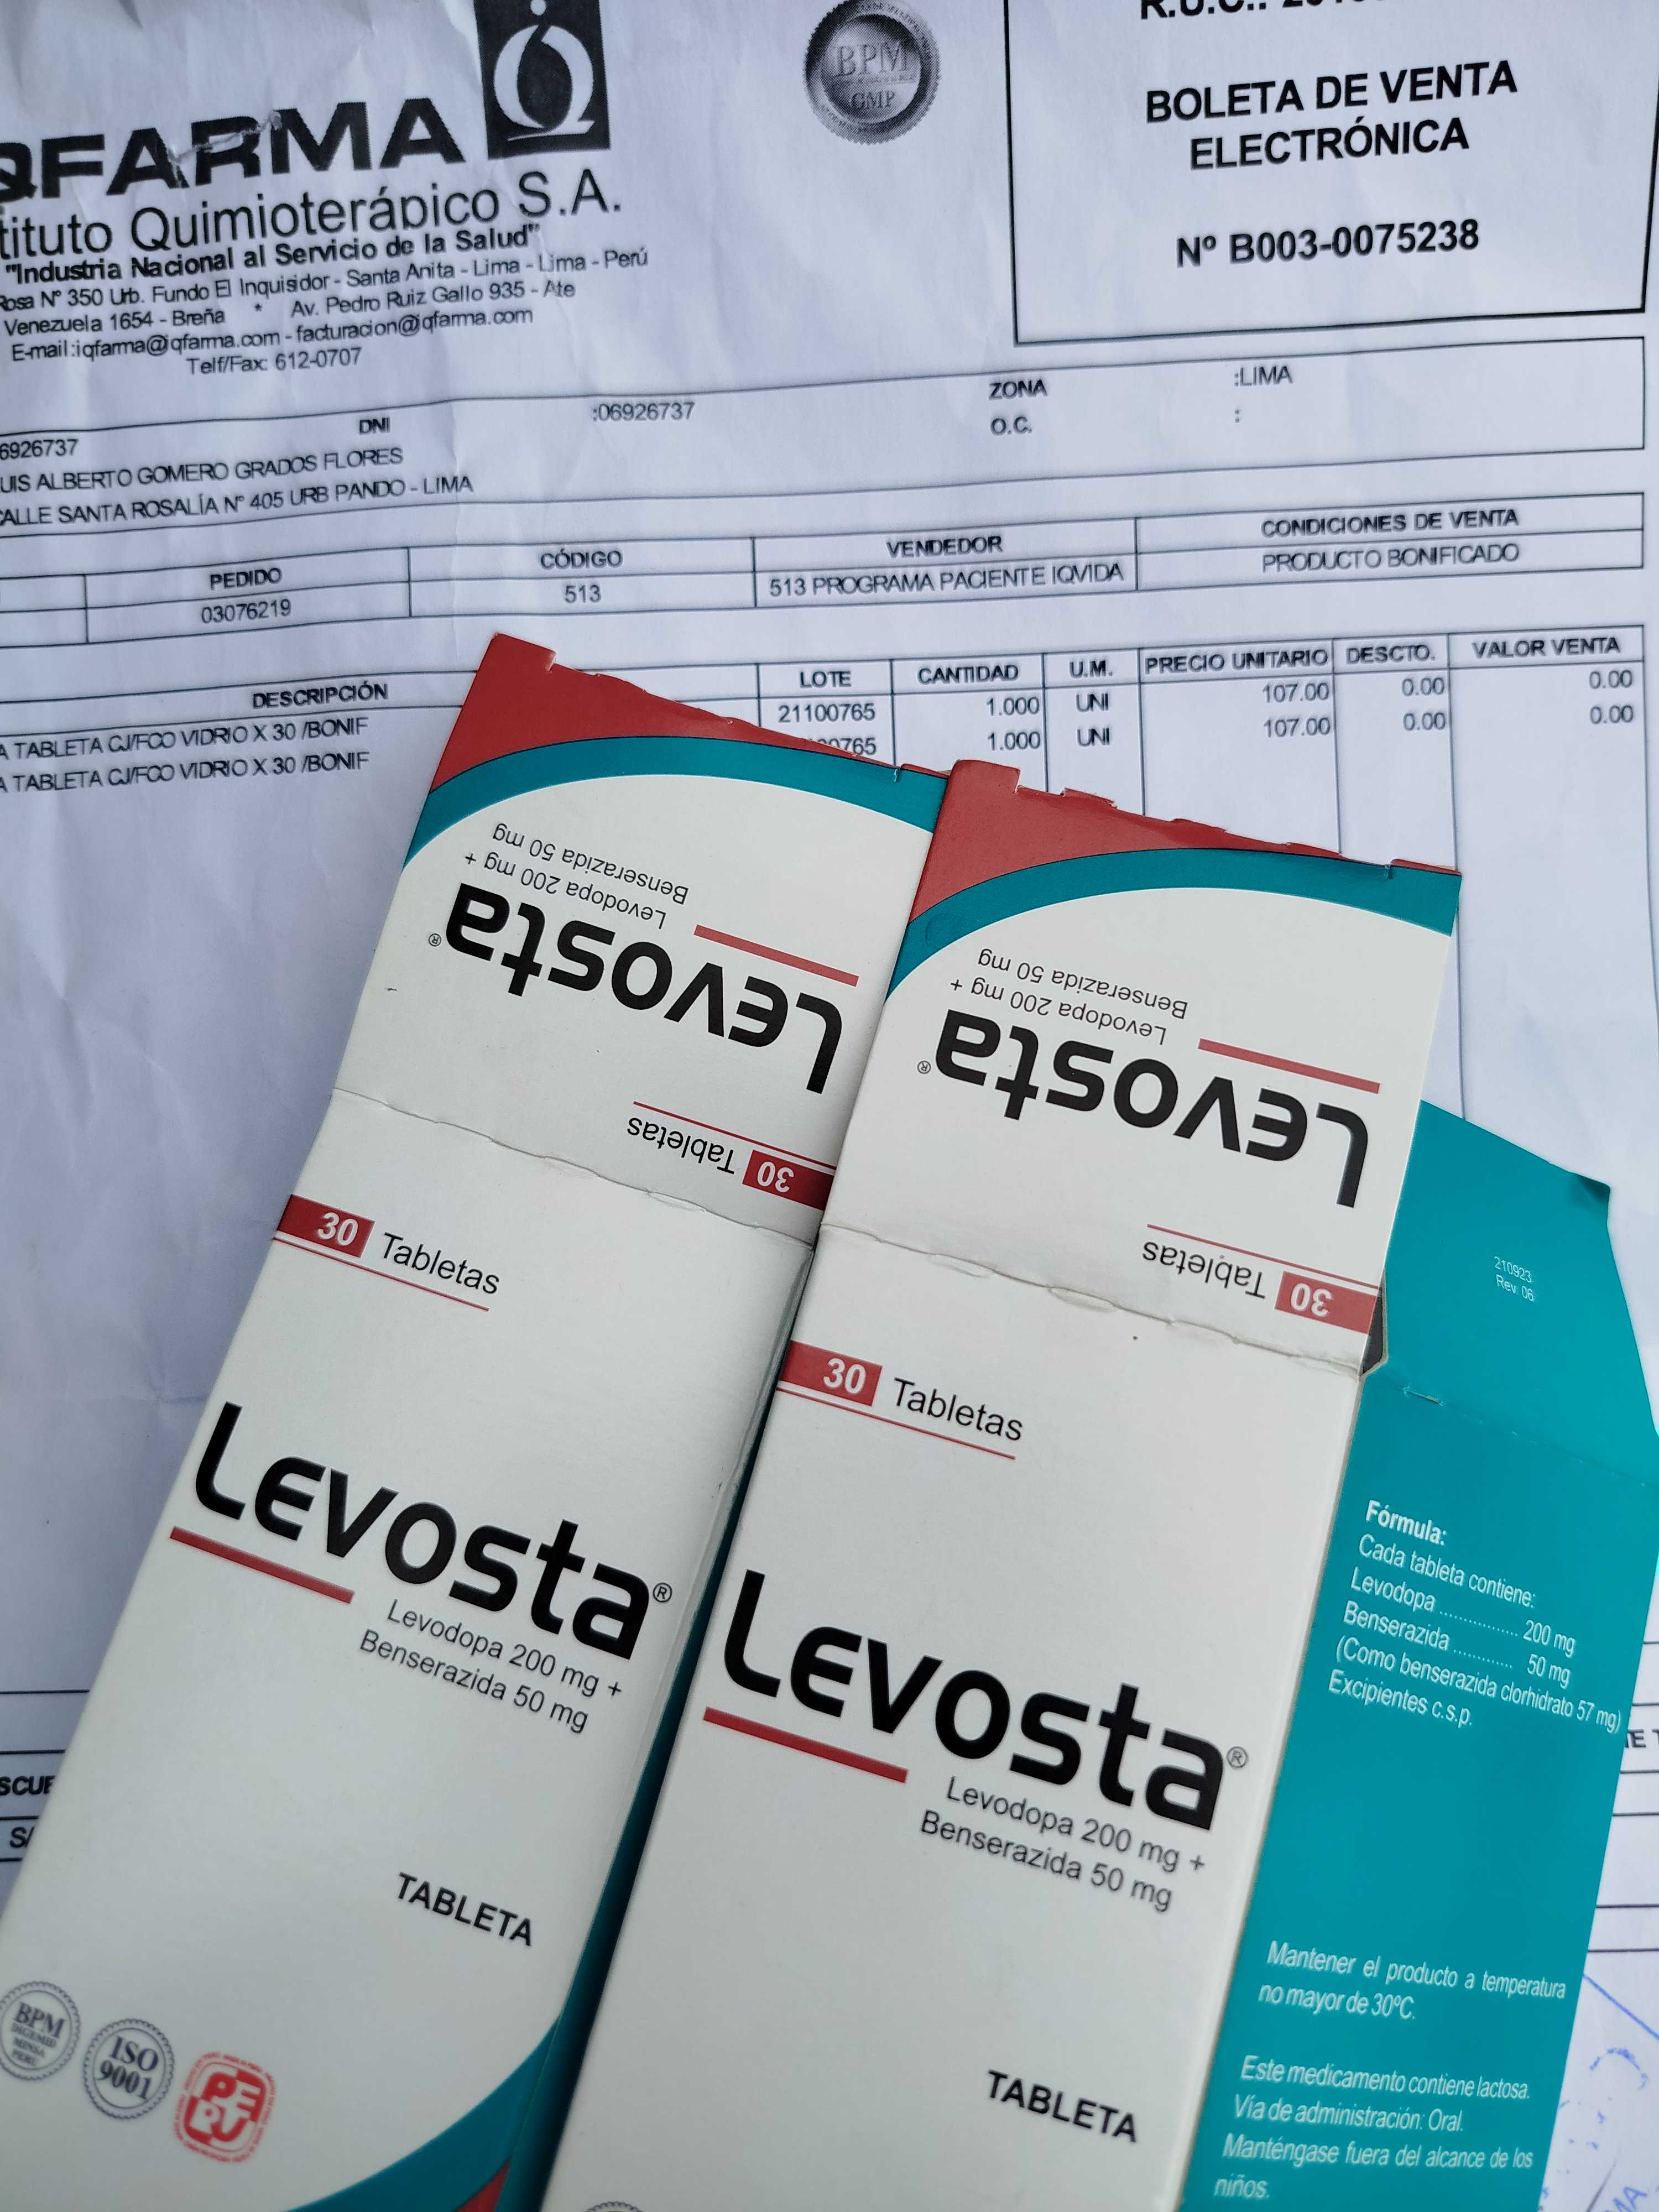 QFARMA
tituto Quimioterápico S.A.
"Industria Nacional al Servicio de la Salud"
Rosa N° 350 Urb. Fundo El Inquisidor - Santa Anita - Lima - Lima - Perú
Venezuela 1654 - Breña * Av. Pedro Ruiz Gallo 935 - Ate
E-mail:iqfarma@iqfarma.com - facturacion@iqfarma.com
Telf/Fax: 612-0707
BPM
GMP
R.U.C.:
BOLETA DE VENTA
ELECTRÓNICA
Nº B003-0075238
6926737 DNI :06926737 ZONA :LIMA
UIS ALBERTO GOMERO GRADOS FLORES O.C. :
CALLE SANTA ROSALÍA N° 405 URB PANDO - LIMA
PEDIDO CÓDIGO VENDEDOR CONDICIONES DE VENTA
03076219 513 513 PROGRAMA PACIENTE IQVIDA PRODUCTO BONIFICADO
DESCRIPCIÓN LOTE CANTIDAD U.M. PRECIO UNITARIO DESCTO. VALOR VENTA
A TABLETA CJ/FCO VIDRIO X 30 /BONIF 21100765 1.000 UNI 107.00 0.00 0.00
A TABLETA CJ/FCO VIDRIO X 30 /BONIF 0765 1.000 UNI 107.00 0.00 0.00
30 Tabletas
Levosta®
Levodopa 200 mg +
Benserazida 50 mg
30 Tabletas
Levosta®
Levodopa 200 mg +
Benserazida 50 mg
TABLETA
BPM
DIGEMID
MINSA
PERU
ISO
9001
PERU
30 Tabletas
Levosta®
Levodopa 200 mg +
Benserazida 50 mg
30 Tabletas
Levosta®
Levodopa 200 mg +
Benserazida 50 mg
TABLETA
210923
Rev. 06
Fórmula:
Cada tableta contiene:
Levodopa .............. 200 mg
Benserazida ........... 50 mg
(Como benserazida clorhidrato 57 mg)
Excipientes c.s.p.
Mantener el producto a temperatura
no mayor de 30ºC.
Este medicamento contiene lactosa.
Vía de administración: Oral.
Manténgase fuera del alcance de los
niños.
SCUE
S/